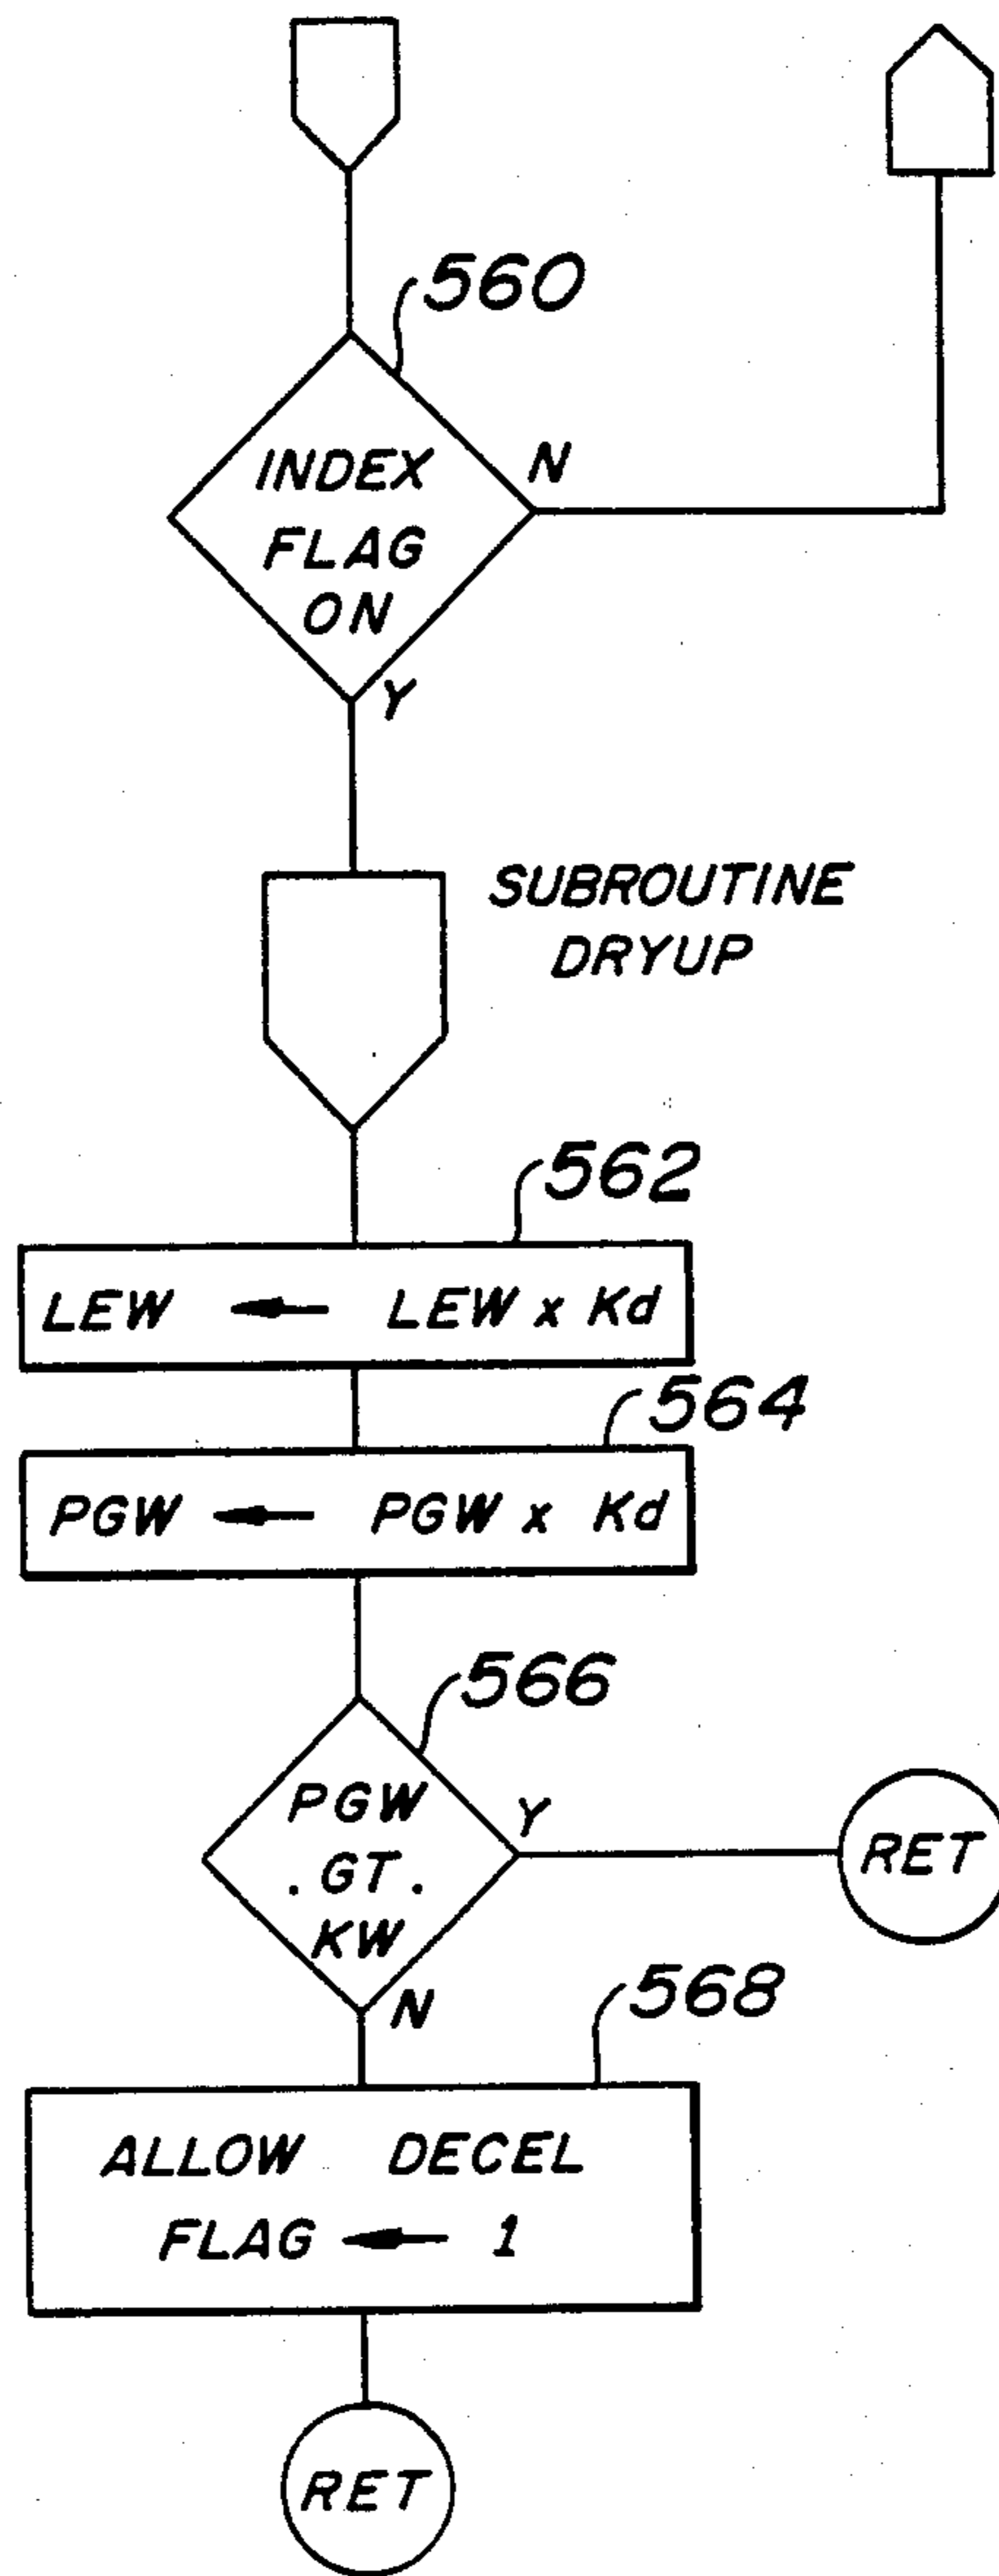 560
INDEX
FLAG
ON
N
Y
SUBROUTINE
DRYUP
562
LEW ← LEW x Kd
564
PGW ← PGW x Kd
566
PGW
.GT.
KW
Y
RET
N
568
ALLOW DECEL
FLAG ← 1
RET